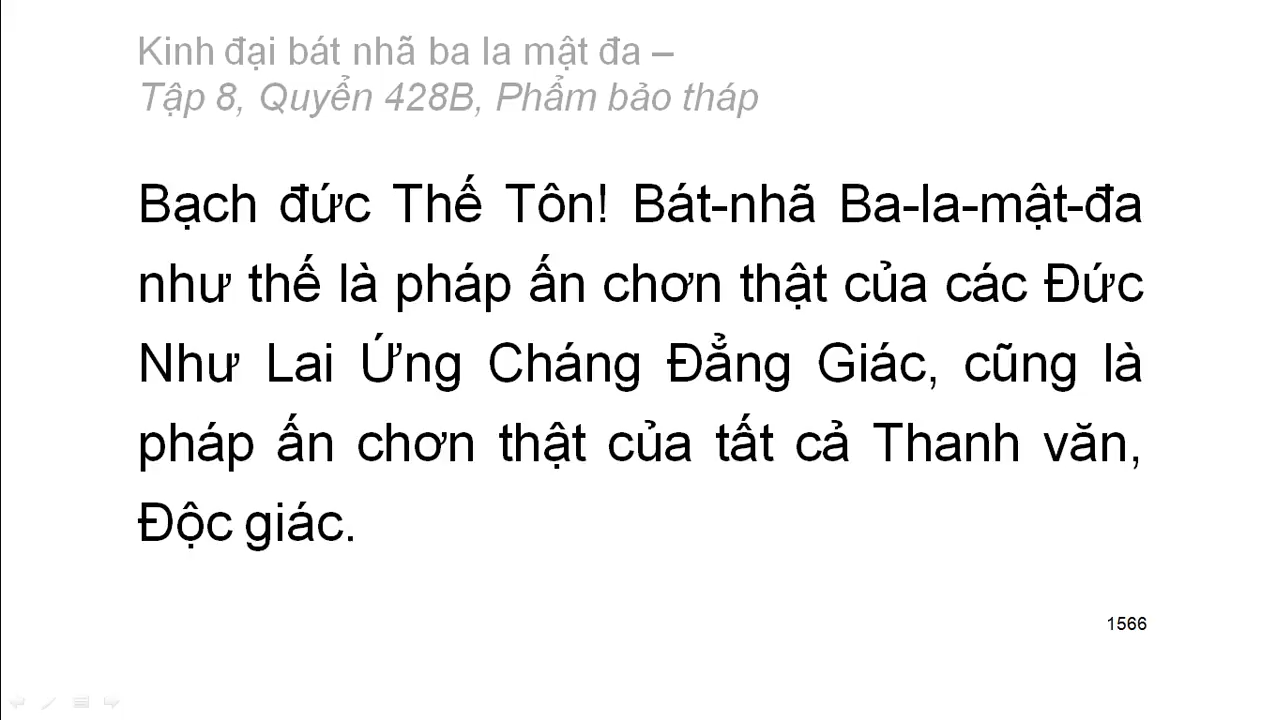 Kinh đại bát nhã ba la mật đa –
Tập 8, Quyển 428B, Phẩm bảo tháp
Bạch đức Thế Tôn! Bát-nhã Ba-la-mật-đa
như thế là pháp ấn chơn thật của các Đức
Như Lai Ứng Cháng Đẳng Giác, cũng là
pháp ấn chơn thật của tất cả Thanh văn,
Độc giác.
1566